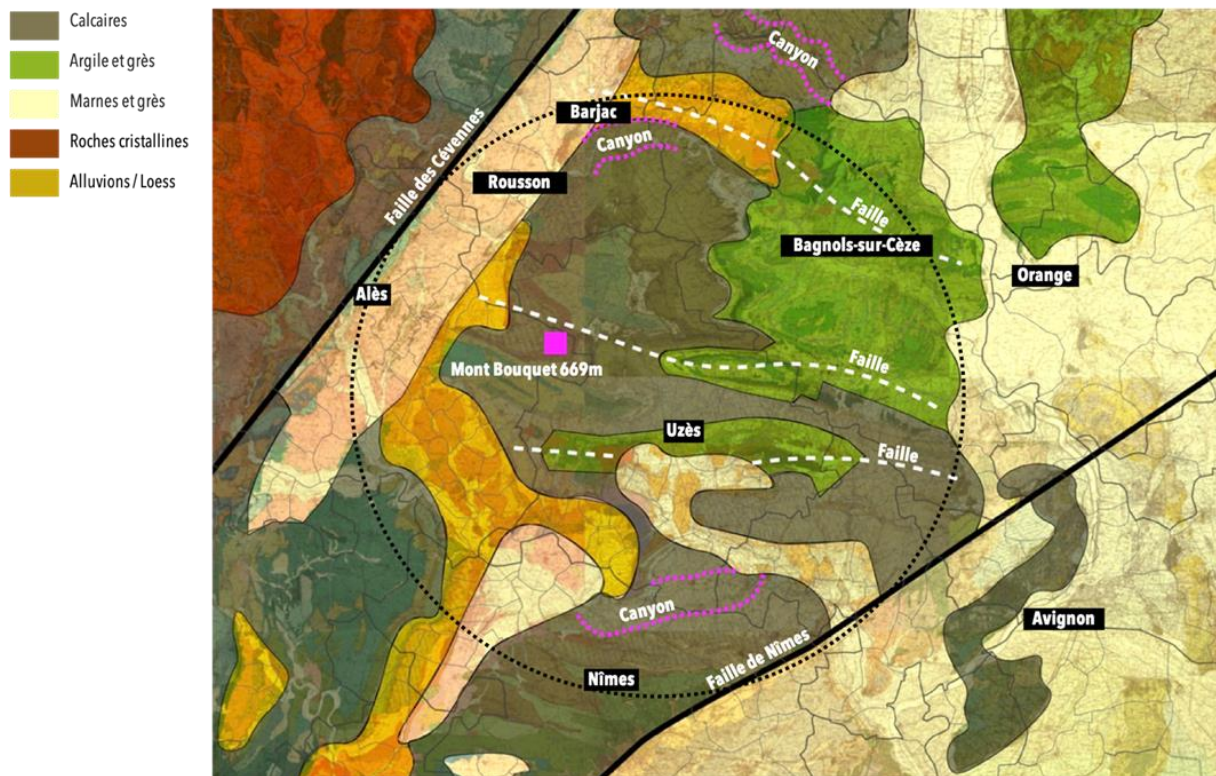 Calcaires
Argile et grès
Marnes et grès
Roches cristallines
Alluvions / Loess
Canyon
Faille des Cévennes
Barjac
Canyon
Rousson
Faille
Bagnols-sur-Cèze
Orange
Alès
Mont Bouquet 669m
Faille
Uzès
Faille
Canyon
Avignon
Faille de Nîmes
Nîmes